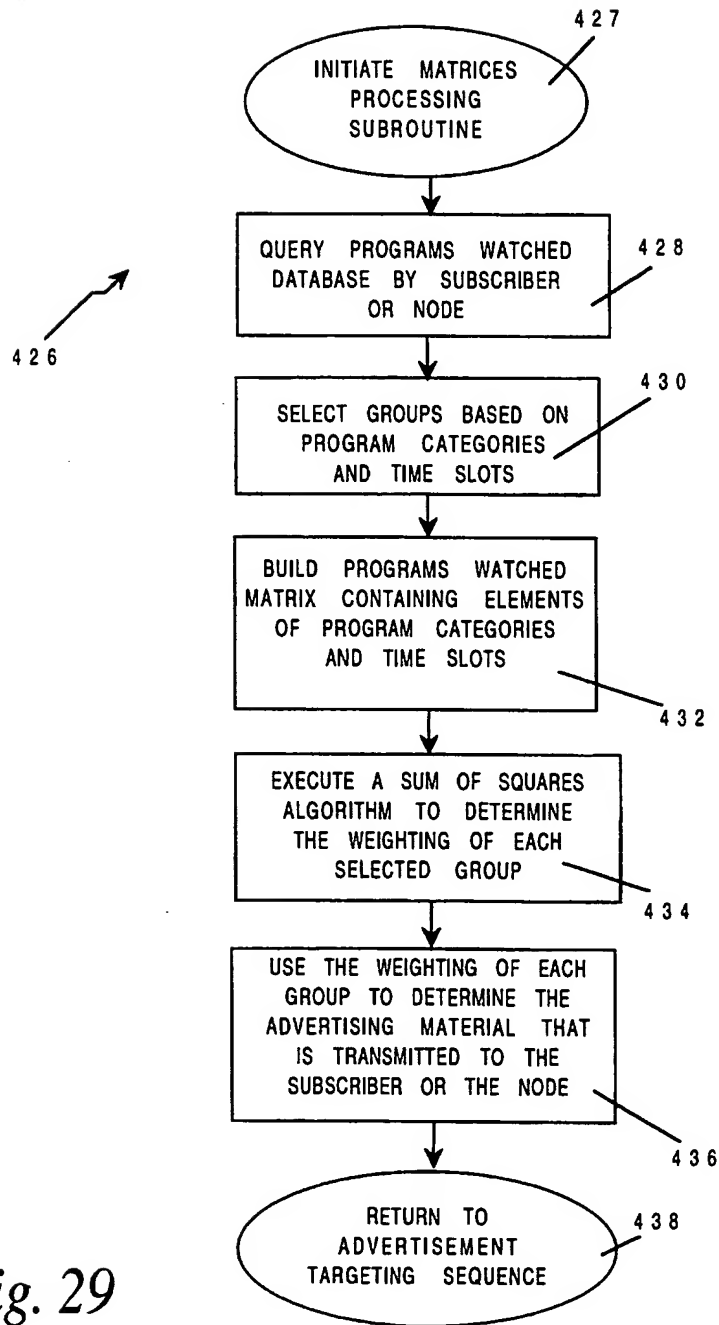 427
INITIATE MATRICES
PROCESSING
SUBROUTINE
428
QUERY PROGRAMS WATCHED
DATABASE BY SUBSCRIBER
OR NODE
426
430
SELECT GROUPS BASED ON
PROGRAM CATEGORIES
AND TIME SLOTS
BUILD PROGRAMS WATCHED
MATRIX CONTAINING ELEMENTS
OF PROGRAM CATEGORIES
AND TIME SLOTS
432
EXECUTE A SUM OF SQUARES
ALGORITHM TO DETERMINE
THE WEIGHTING OF EACH
SELECTED GROUP
434
USE THE WEIGHTING OF EACH
GROUP TO DETERMINE THE
ADVERTISING MATERIAL THAT
IS TRANSMITTED TO THE
SUBSCRIBER OR THE NODE
436
RETURN TO
ADVERTISEMENT
TARGETING SEQUENCE
438
ig. 29